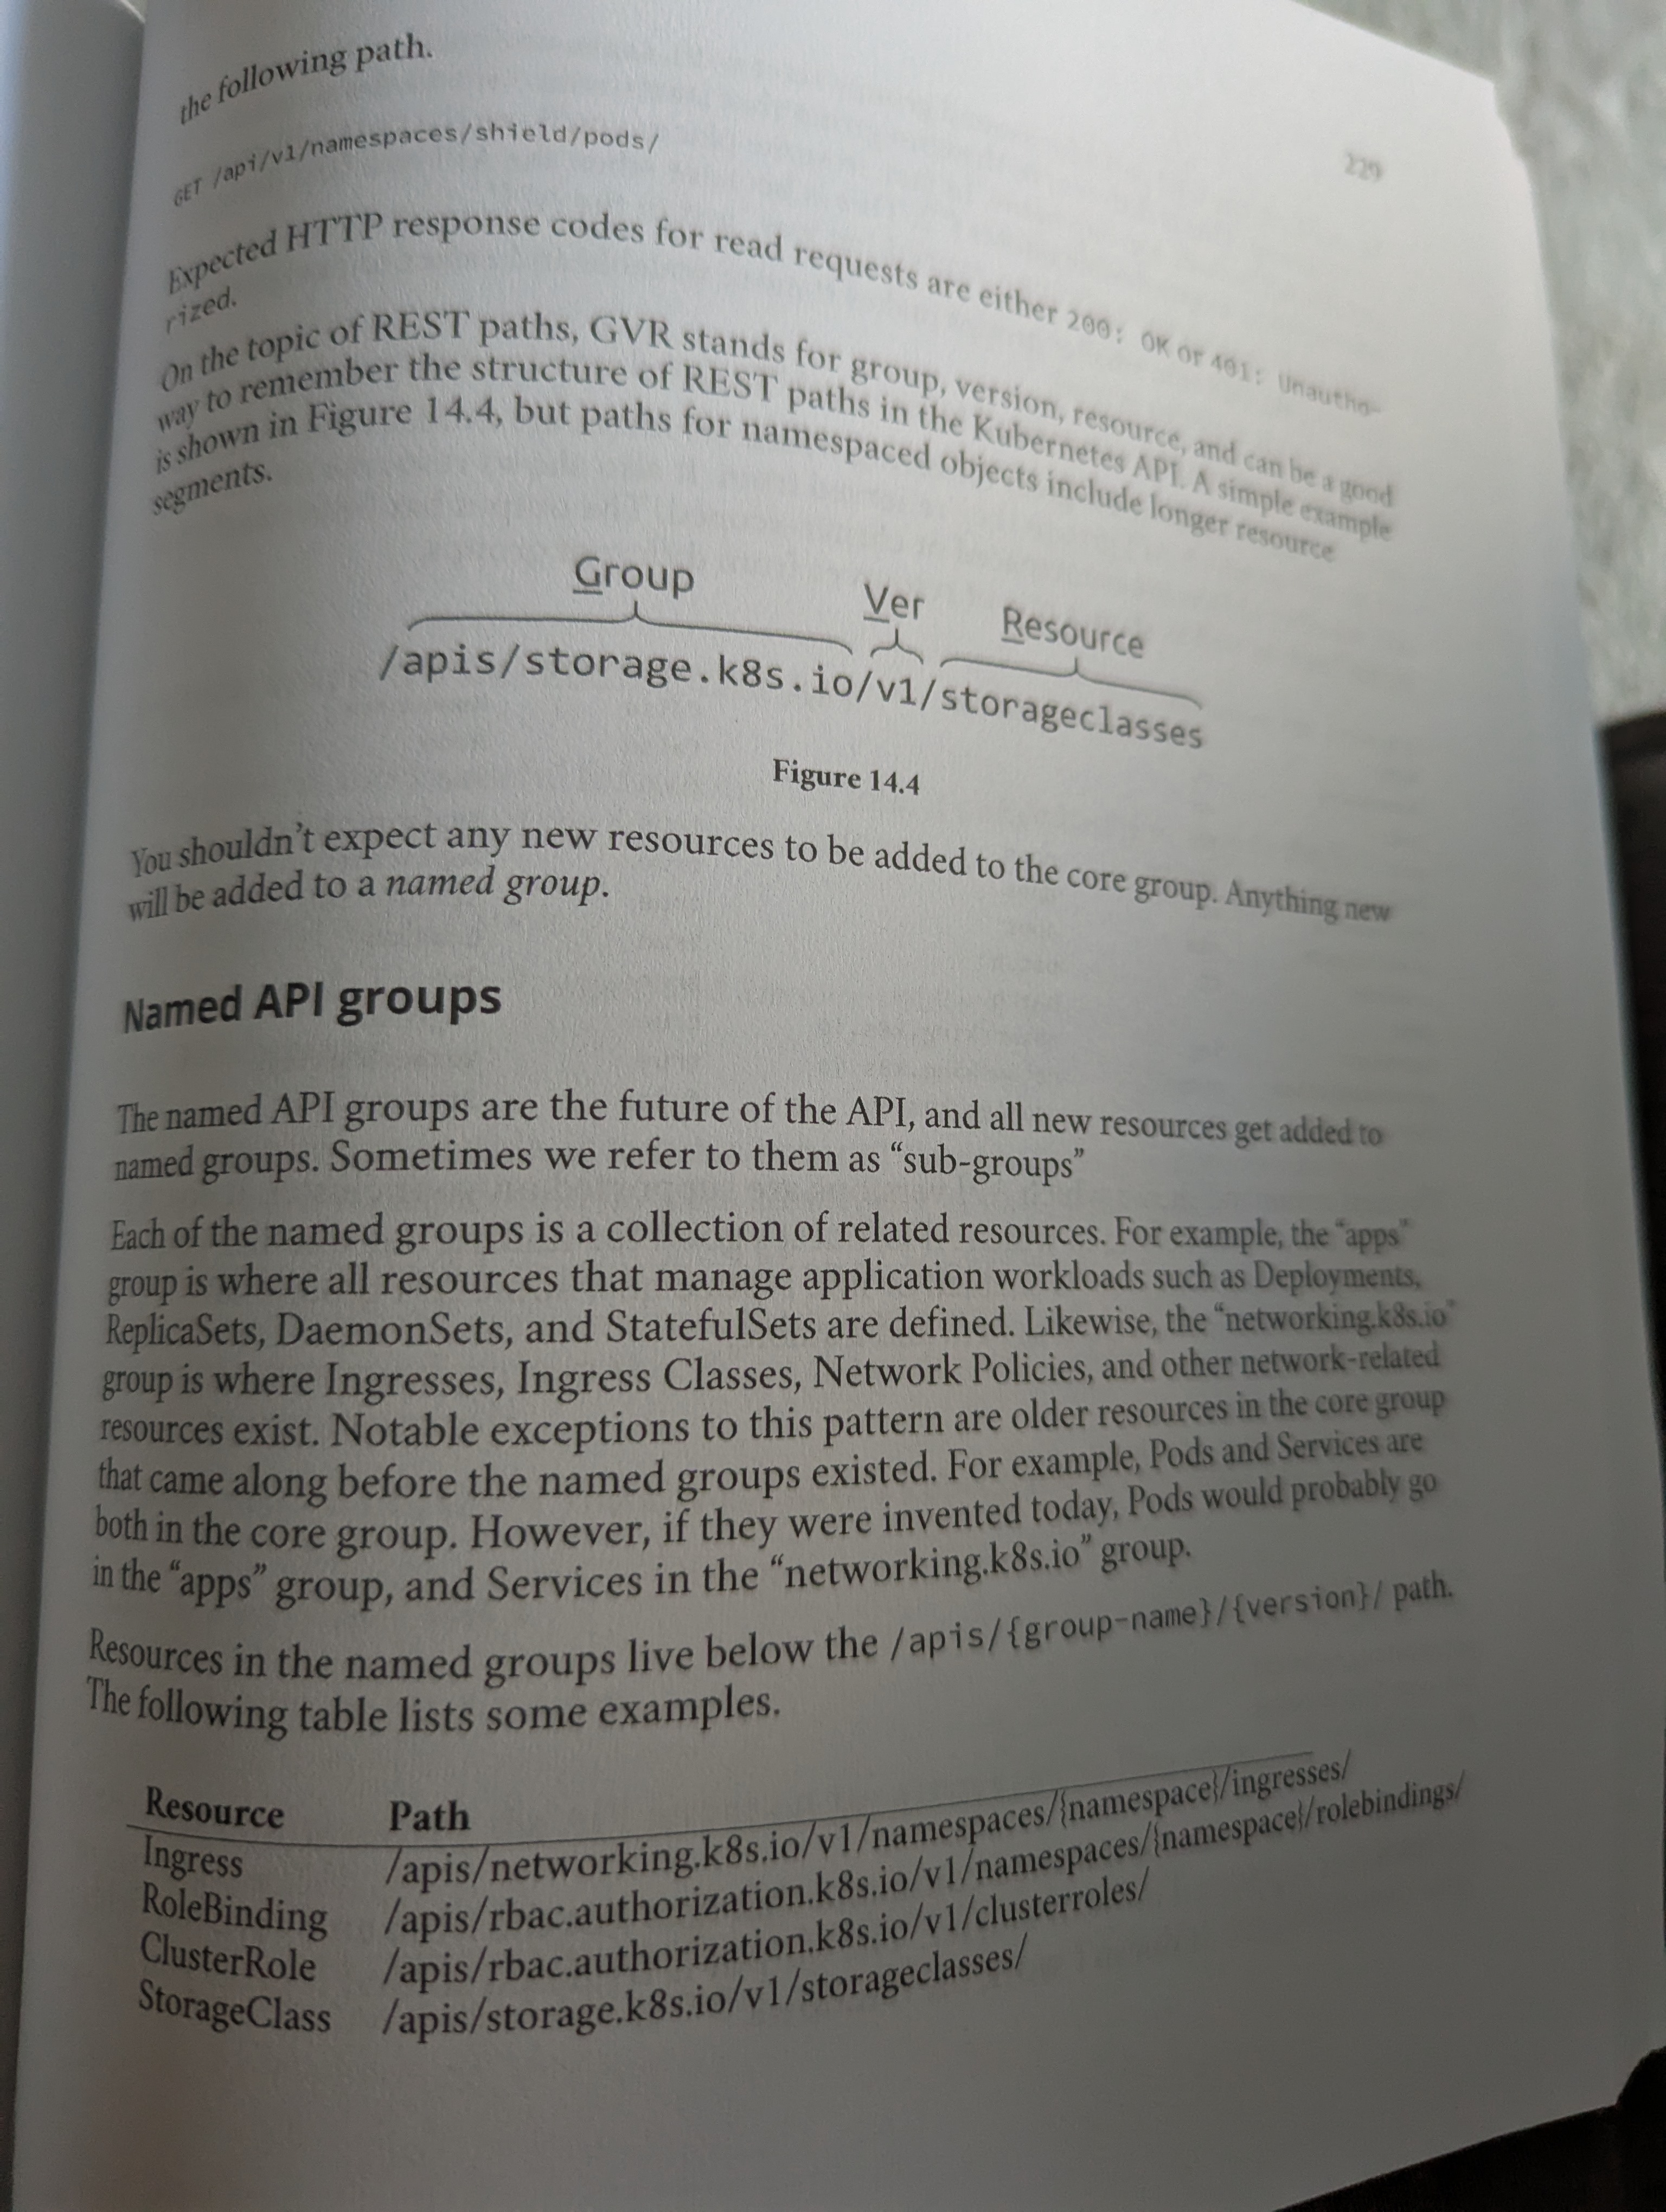 the following path.
GET /api/v1/namespaces/shield/pods/
229
Expected HTTP response codes for read requests are either 200: OK or 401: Unautho-
rized.
On the topic of REST paths, GVR stands for group, version, resource, and can be a good
way to remember the structure of REST paths in the Kubernetes API. A simple example
is shown in Figure 14.4, but paths for namespaced objects include longer resource
segments.
Group Ver Resource
/apis/storage.k8s.io/v1/storageclasses
Figure 14.4
You shouldn't expect any new resources to be added to the core group. Anything new
will be added to a named group.
Named API groups
The named API groups are the future of the API, and all new resources get added to
named groups. Sometimes we refer to them as “sub-groups”
Each of the named groups is a collection of related resources. For example, the “apps”
group is where all resources that manage application workloads such as Deployments,
ReplicaSets, DaemonSets, and StatefulSets are defined. Likewise, the “networking.k8s.io”
group is where Ingresses, Ingress Classes, Network Policies, and other network-related
resources exist. Notable exceptions to this pattern are older resources in the core group
that came along before the named groups existed. For example, Pods and Services are
both in the core group. However, if they were invented today, Pods would probably go
in the “apps” group, and Services in the “networking.k8s.io” group.
Resources in the named groups live below the /apis/{group-name}/{version}/ path.
The following table lists some examples.
Resource Path
Ingress /apis/networking.k8s.io/v1/namespaces/{namespace}/ingresses/
RoleBinding /apis/rbac.authorization.k8s.io/v1/namespaces/{namespace}/rolebindings/
ClusterRole /apis/rbac.authorization.k8s.io/v1/clusterroles/
StorageClass /apis/storage.k8s.io/v1/storageclasses/